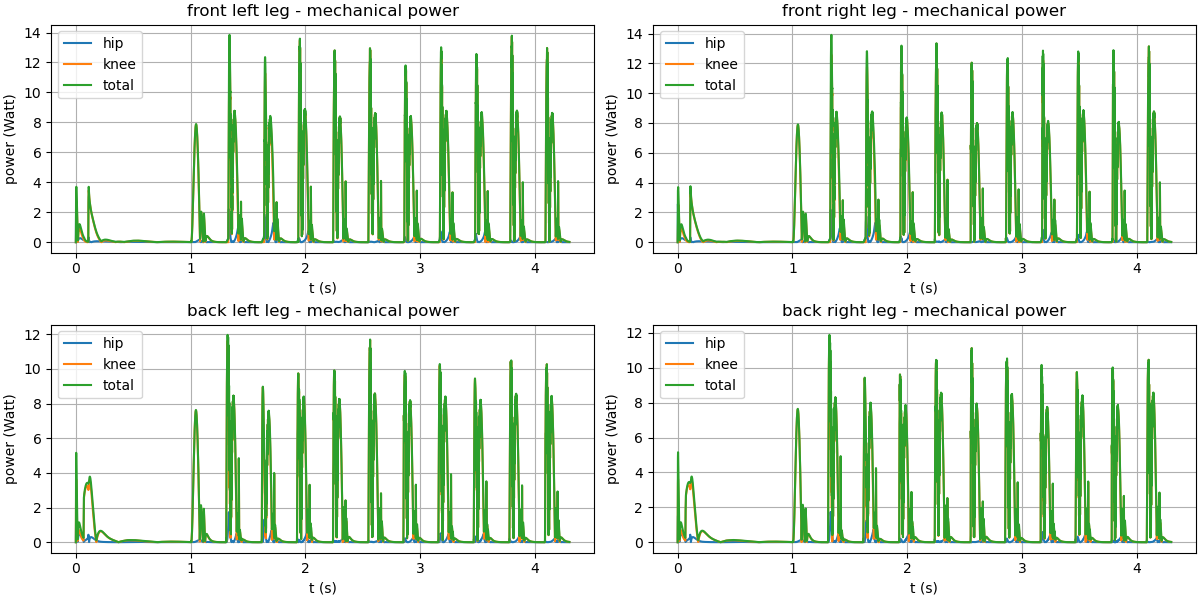 front left leg - mechanical power
14
12
10
8
6
4
2
0
power (Watt)
hip
knee
total
0
1
2
3
4
t (s)
front right leg - mechanical power
14
12
10
8
6
4
2
0
power (Watt)
hip
knee
total
0
1
2
3
4
t (s)
back left leg - mechanical power
12
10
8
6
4
2
0
power (Watt)
hip
knee
total
0
1
2
3
4
t (s)
back right leg - mechanical power
12
10
8
6
4
2
0
power (Watt)
hip
knee
total
0
1
2
3
4
t (s)